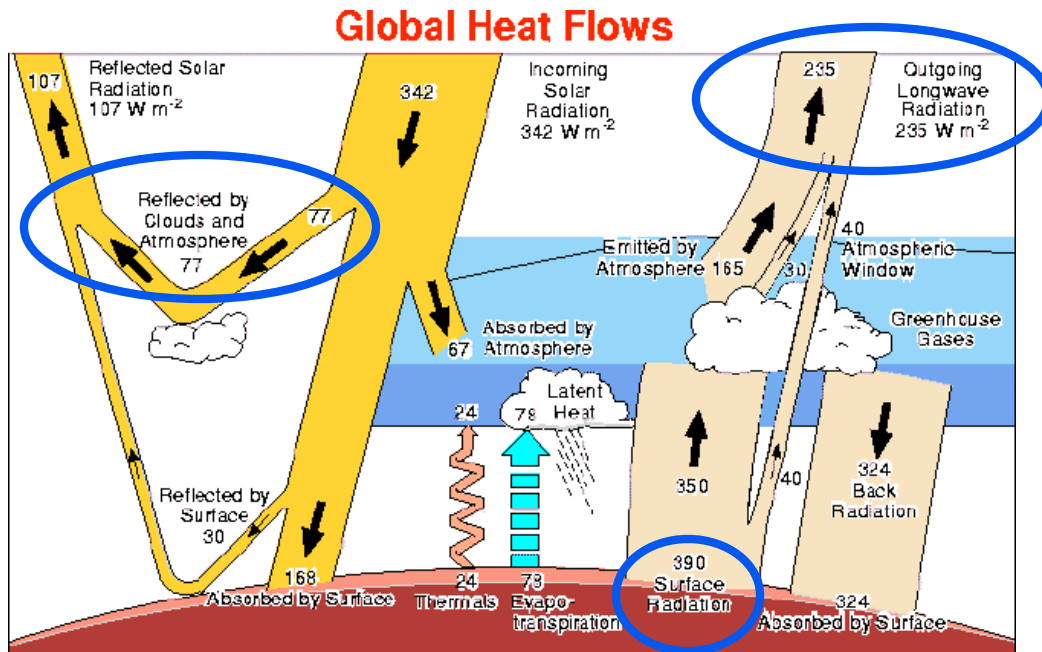 Global Heat Flows
107
Reflected Solar
Radiation
107 W m⁻²
342
Incoming
Solar
Radiation
342 W m⁻²
235
Outgoing
Longwave
Radiation
235 W m⁻²
Reflected by
Clouds and
Atmosphere
77
77
Emitted by
Atmosphere
165
30
40
Atmospheric
Window
Greenhouse
Gases
67
Absorbed by
Atmosphere
Latent
Heat
24
78
350
40
324
Back
Radiation
Reflected by
Surface
30
168
Absorbed by Surface
24
Thermals
78
Evapo-
transpiration
390
Surface
Radiation
324
Absorbed by Surface